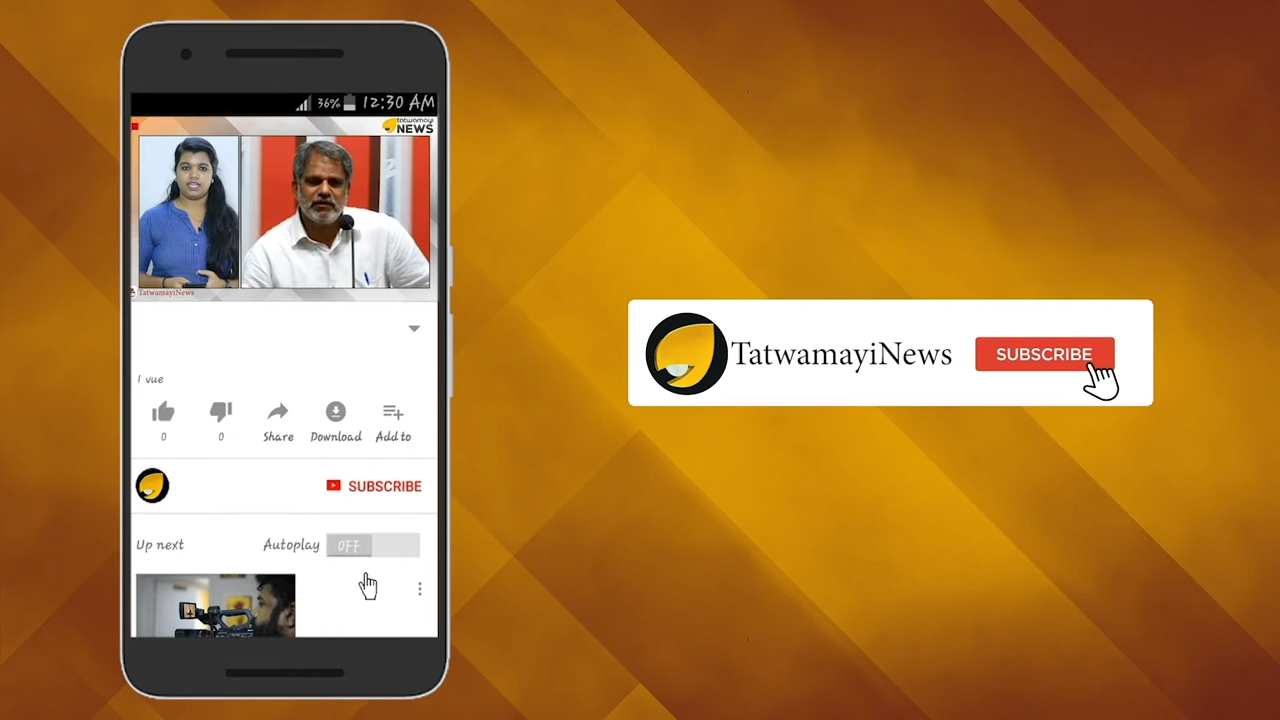 36% 12:30 AM
tatwamayi
NEWS
TatwamayiNews
1 vue
0 0 Share Download Add to
SUBSCRIBE
Up next Autoplay OFF
TatwamayiNews SUBSCRIBE